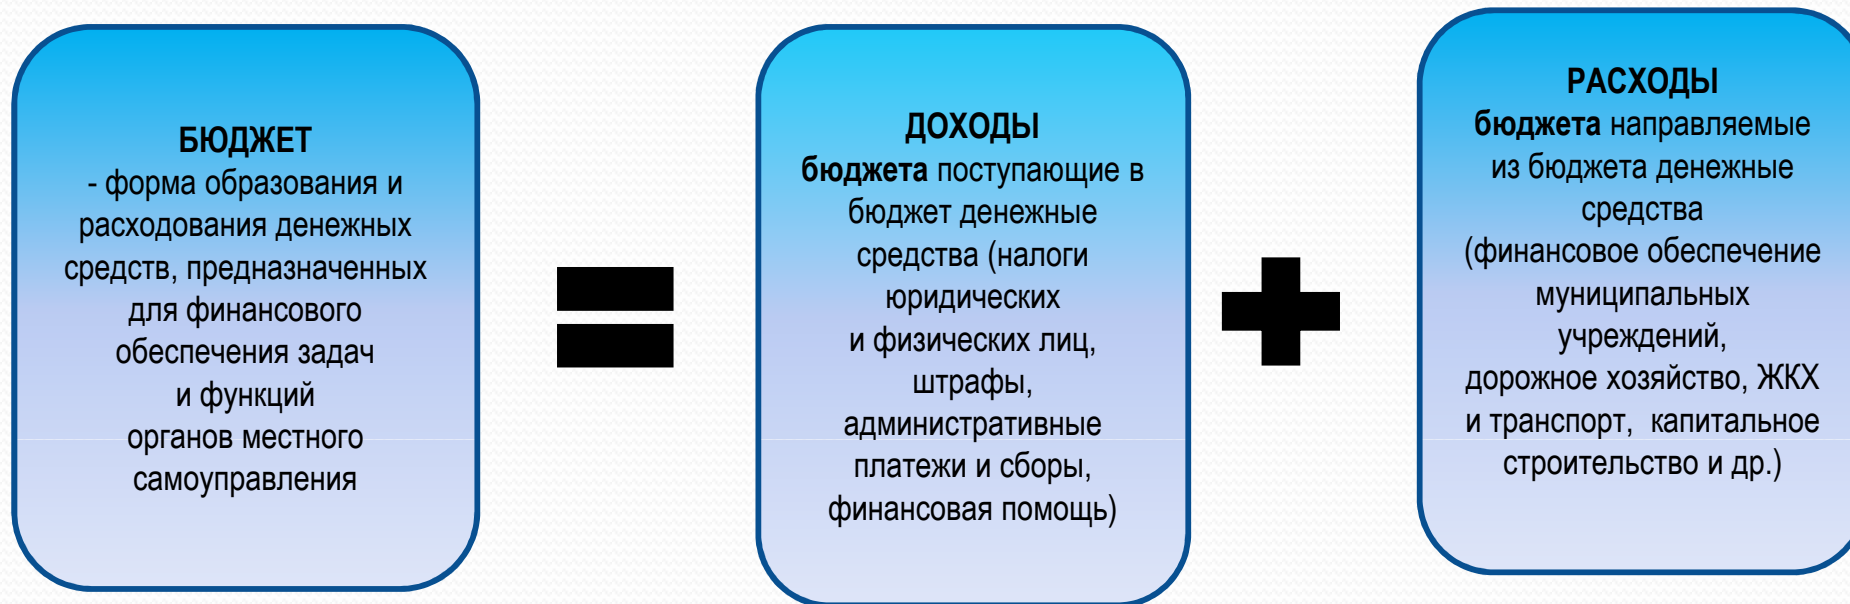 БЮДЖЕТ
- форма образования и
расходования денежных
средств, предназначенных
для финансового
обеспечения задач
и функций
органов местного
самоуправления
ДОХОДЫ
бюджета поступающие в
бюджет денежные
средства (налоги
юридических
и физических лиц,
штрафы,
административные
платежи и сборы,
финансовая помощь)
РАСХОДЫ
бюджета направляемые
из бюджета денежные
средства
(финансовое обеспечение
муниципальных
учреждений,
дорожное хозяйство, ЖКХ
и транспорт, капитальное
строительство и др.)